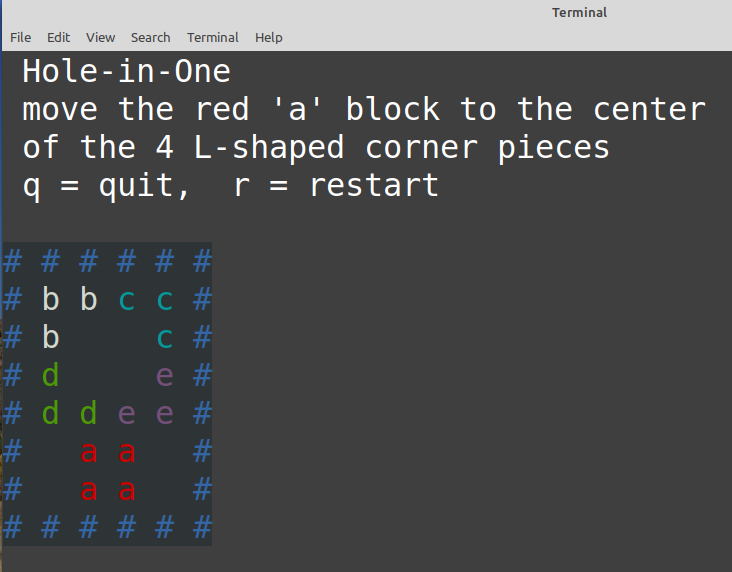 Terminal
File Edit View Search Terminal Help
Hole-in-One
move the red 'a' block to the center
of the 4 L-shaped corner pieces
q = quit,  r = restart
# # # # # #
# b b c c #
# b     c #
# d     e #
# d d e e #
#   a a   #
#   a a   #
# # # # # #